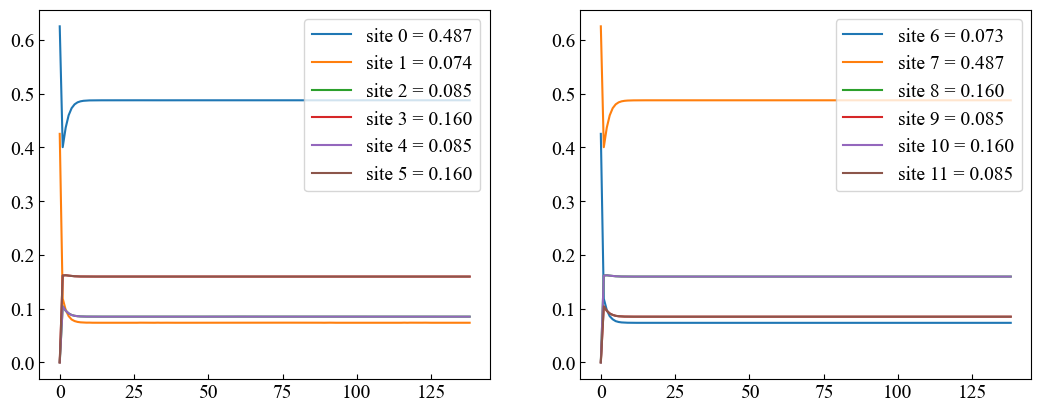 0.6
0.5
0.4
0.3
0.2
0.1
0.0
0 25 50 75 100 125
site 0 = 0.487
site 1 = 0.074
site 2 = 0.085
site 3 = 0.160
site 4 = 0.085
site 5 = 0.160
0.6
0.5
0.4
0.3
0.2
0.1
0.0
0 25 50 75 100 125
site 6 = 0.073
site 7 = 0.487
site 8 = 0.160
site 9 = 0.085
site 10 = 0.160
site 11 = 0.085